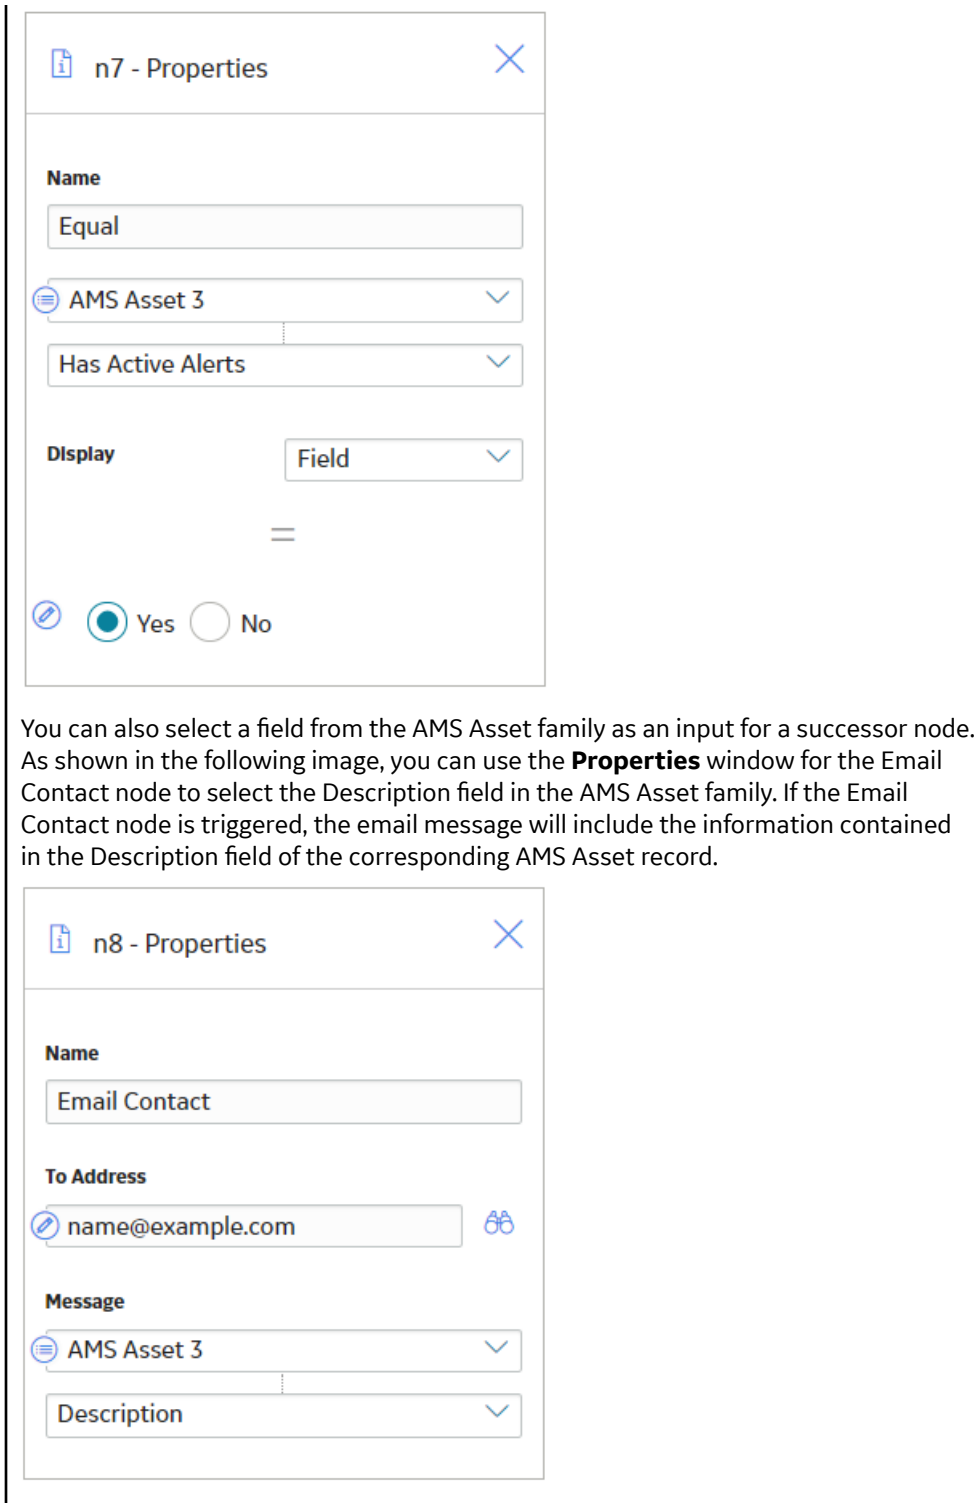 n7 - Properties
Name
Equal
AMS Asset 3
Has Active Alerts
Display
Field
=
Yes
No
You can also select a field from the AMS Asset family as an input for a successor node.
As shown in the following image, you can use the Properties window for the Email
Contact node to select the Description field in the AMS Asset family. If the Email
Contact node is triggered, the email message will include the information contained
in the Description field of the corresponding AMS Asset record.
n8 - Properties
Name
Email Contact
To Address
name@example.com
Message
AMS Asset 3
Description